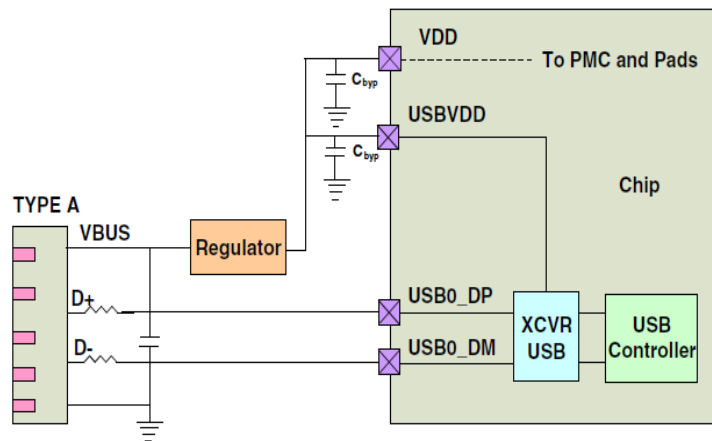 VDD
To PMC and Pads
Cbyp
USBVDD
Cbyp
Chip
TYPE A
VBUS
Regulator
D+
USB0_DP
XCVR
USB
USB
Controller
D-
USB0_DM